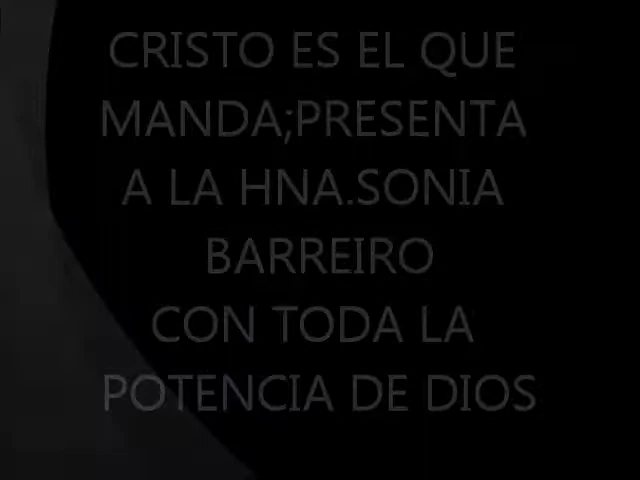 CRISTO ES EL QUE
MANDA;PRESENTA
A LA HNA.SONIA
BARREIRO
CON TODA LA
POTENCIA DE DIOS